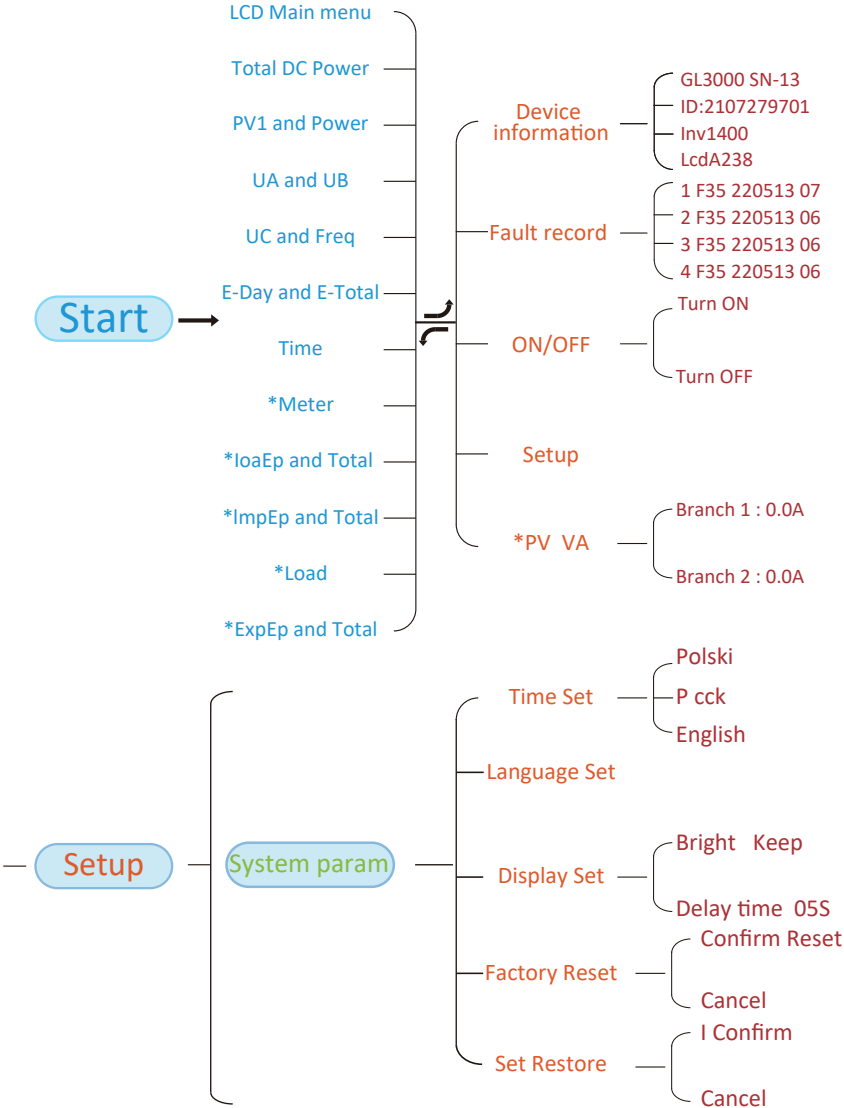 LCD Main menu
Total DC Power
PV1 and Power
UA and UB
UC and Freq
E-Day and E-Total
Start
Time
*Meter
*IoaEp and Total
*ImpEp and Total
*Load
*ExpEp and Total
Device
information
GL3000 SN-13
ID:2107279701
Inv1400
LcdA238
Fault record
1 F35 220513 07
2 F35 220513 06
3 F35 220513 06
4 F35 220513 06
ON/OFF
Turn ON
Turn OFF
Setup
*PV VA
Branch 1 : 0.0A
Branch 2 : 0.0A
Setup
System param
Time Set
Polski
P cck
English
Language Set
Display Set
Bright Keep
Delay time 05S
Factory Reset
Confirm Reset
Cancel
Set Restore
I Confirm
Cancel